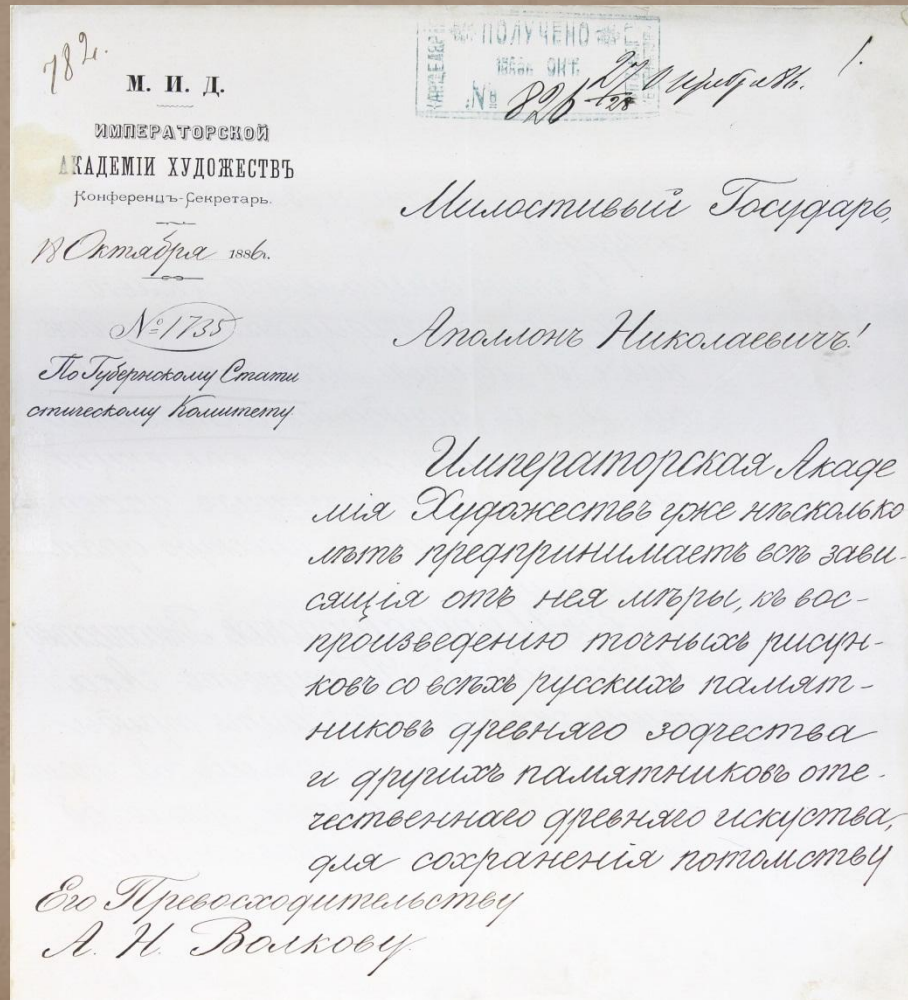 782.
М. И. Д.
ИМПЕРАТОРСКОЙ
АКАДЕМІИ ХУДОЖЕСТВЪ
Конференцъ-Секретарь.
18 Октября 1886 г.
№ 1735
По Губернскому Стати
стическому Комитету
ПОЛУЧЕНО
ОКТ.
№ 826
1.
Милостивый Государь,
Аполлонъ Николаевичъ!
Императорская Акаде
мія Художествъ уже нѣсколько
лѣтъ предпринимаетъ всѣ зави-
сящія отъ нея мѣры, къ вос-
произведенію точныхъ рисун-
ковъ со всѣхъ русскихъ памят-
никовъ древняго зодчества
и другихъ памятниковъ оте-
чественнаго древняго искуства,
для сохраненія потомству
Его Превосходительству
А. Н. Волкову.